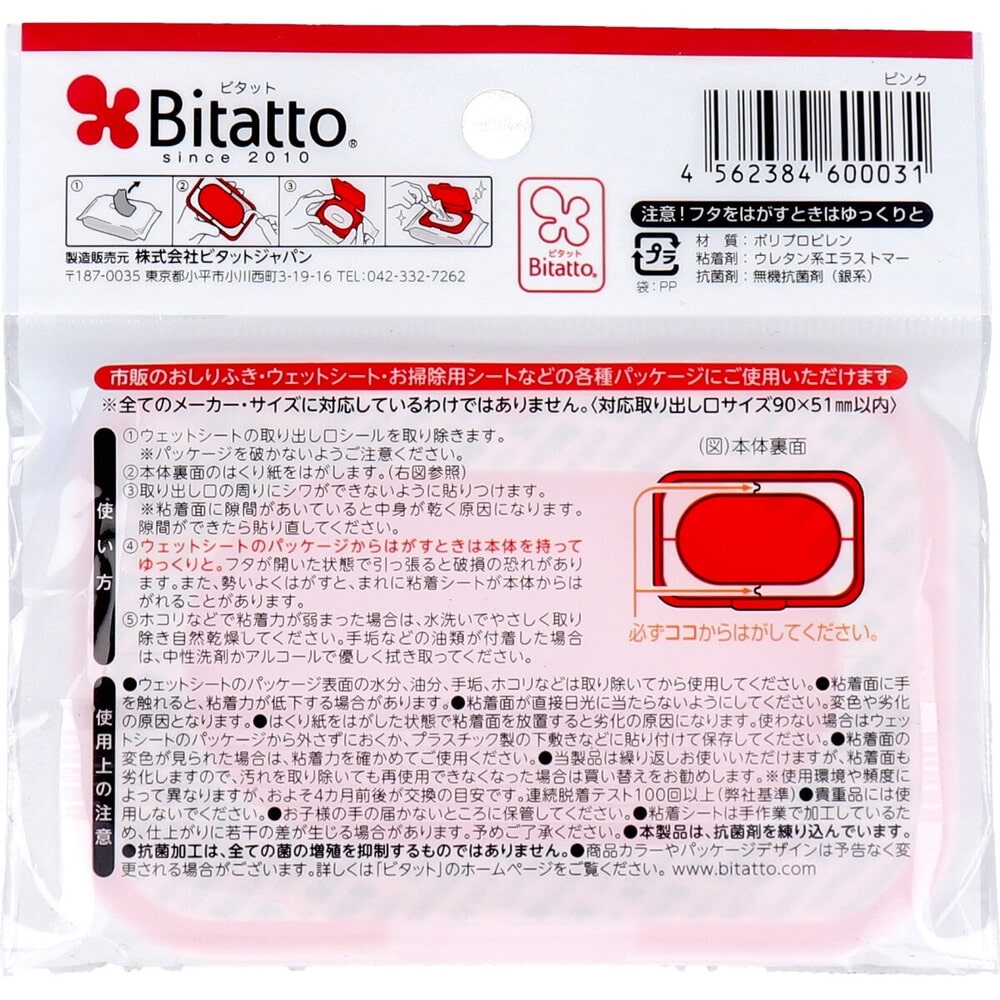 ピンク
ビタット
Bitatto®
since 2010
4 562384 600031
① ② ③ ④
ビタット
Bitatto®
注意！フタをはがすときはゆっくりと
製造販売元 株式会社ビタットジャパン
〒187-0035 東京都小平市小川西町3-19-16 TEL:042-332-7262
プラ
袋：PP
材 質：ポリプロピレン
粘着剤：ウレタン系エラストマー
抗菌剤：無機抗菌剤（銀系）
市販のおしりふき・ウェットシート・お掃除用シートなどの各種パッケージにご使用いただけます
※全てのメーカー・サイズに対応しているわけではありません。〈対応取り出し口サイズ90×51mm以内〉
使い方
①ウェットシートの取り出し口シールを取り除きます。
※パッケージを破かないようご注意ください。
②本体裏面のはくり紙をはがします。（右図参照）
③取り出し口の周りにシワができないように貼りつけます。
※粘着面に隙間があいていると中身が乾く原因になります。
隙間ができたら貼り直してください。
④ウェットシートのパッケージからはがすときは本体を持って
ゆっくりと。フタが開いた状態で引っ張ると破損の恐れがあり
ます。また、勢いよくはがすと、まれに粘着シートが本体からは
がれることがあります。
⑤ホコリなどで粘着力が弱まった場合は、水洗いでやさしく取り
除き自然乾燥してください。手垢などの油類が付着した場合
は、中性洗剤かアルコールで優しく拭き取ってください。
（図）本体裏面
必ずココからはがしてください。
使用上の注意
●ウェットシートのパッケージ表面の水分、油分、手垢、ホコリなどは取り除いてから使用してください。●粘着面に手
を触れると、粘着力が低下する場合があります。●粘着面が直接日光に当たらないようにしてください。変色や劣化
の原因となります。●はくり紙をはがした状態で粘着面を放置すると劣化の原因になります。使わない場合はウェッ
トシートのパッケージから外さずにおくか、プラスチック製の下敷きなどに貼り付けて保存してください。●粘着面の
変色が見られた場合は、粘着力を確かめてご使用ください。●当製品は繰り返しお使いいただけますが、粘着面も
劣化しますので、汚れを取り除いても再使用できなくなった場合は買い替えをお勧めします。※使用環境や頻度に
よって異なりますが、およそ4カ月前後が交換の目安です。連続脱着テスト100回以上（弊社基準）●貴重品には使
用しないでください。●お子様の手の届かないところに保管してください。●粘着シートは手作業で加工しているた
め、仕上がりに若干の差が生じる場合があります。予めご了承ください。●本製品は、抗菌剤を練り込んでいます。
●抗菌加工は、全ての菌の増殖を抑制するものではありません。●商品カラーやパッケージデザインは予告なく変
更される場合がございます。詳しくは「ビタット」のホームページをご覧ください。www.bitatto.com